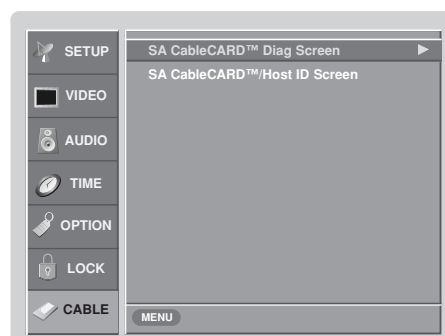 SETUP
VIDEO
AUDIO
TIME
OPTION
LOCK
CABLE
SA CableCARD™ Diag Screen
SA CableCARD™/Host ID Screen
MENU